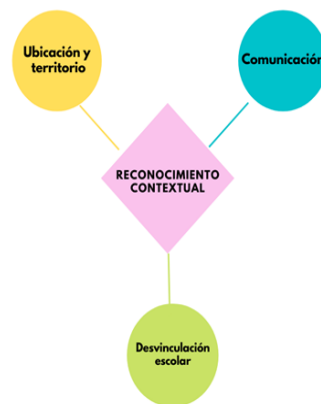 Ubicación y
territorio
Comunicación
RECONOCIMIENTO
CONTEXTUAL
Desvinculación
escolar